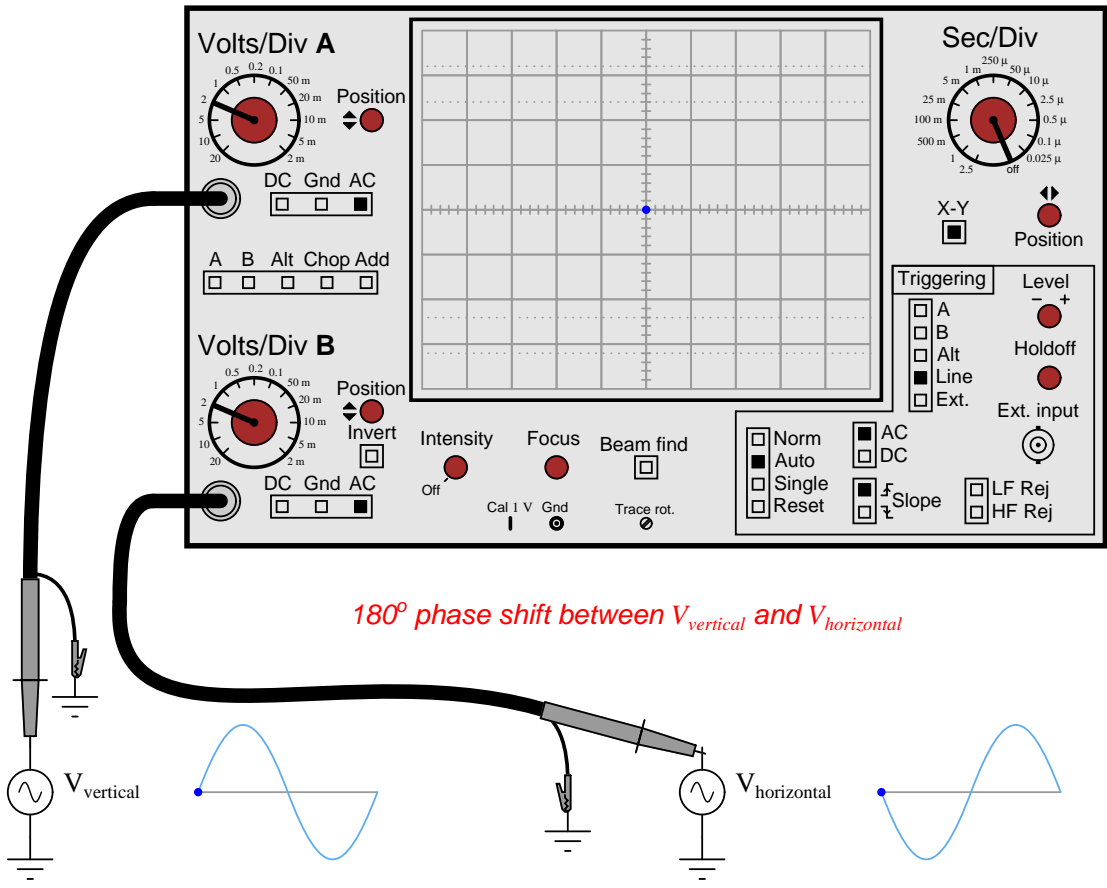 Volts/Div A
0.5 0.2 0.1
1 50 m
2 20 m
5 10 m
10 5 m
20 2 m
Position
DC Gnd AC
A B Alt Chop Add
Volts/Div B
0.5 0.2 0.1
1 50 m
2 20 m
5 10 m
10 5 m
20 2 m
Position
Invert
DC Gnd AC
Intensity
Off
Focus
Beam find
Cal 1 V Gnd
Trace rot.
Sec/Div
250 µ
1 m 50 µ
5 m 10 µ
25 m 2.5 µ
100 m 0.5 µ
500 m 0.1 µ
1 0.025 µ
2.5 off
X-Y
Position
Triggering
A
B
Alt
Line
Ext.
Level
- +
Holdoff
Ext. input
Norm
Auto
Single
Reset
AC
DC
Slope
LF Rej
HF Rej
180o phase shift between Vvertical and Vhorizontal
Vvertical
Vhorizontal